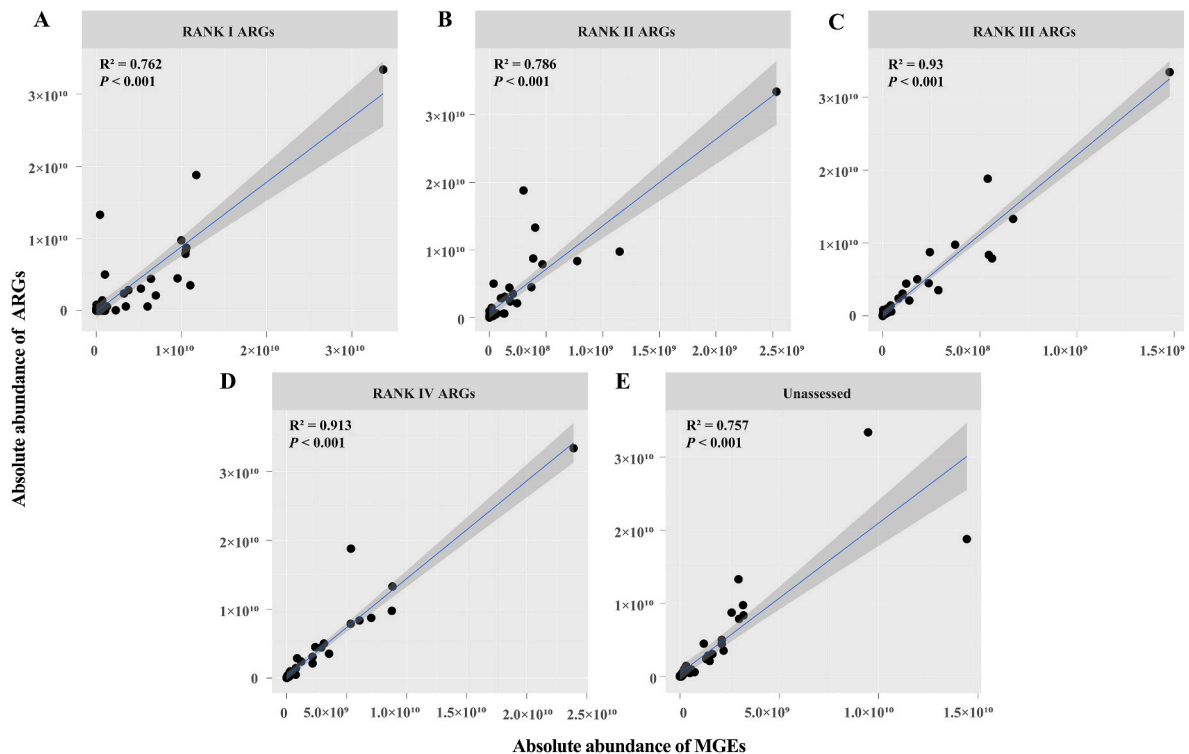 A
RANK I ARGs
R² = 0.762
P < 0.001
3×10¹⁰
2×10¹⁰
1×10¹⁰
0
0
1×10¹⁰
2×10¹⁰
3×10¹⁰
B
RANK II ARGs
R² = 0.786
P < 0.001
3×10¹⁰
2×10¹⁰
1×10¹⁰
0
0
5.0×10⁸
1.0×10⁹
1.5×10⁹
2.0×10⁹
2.5×10⁹
C
RANK III ARGs
R² = 0.93
P < 0.001
3×10¹⁰
2×10¹⁰
1×10¹⁰
0
0
5.0×10⁸
1.0×10⁹
1.5×10⁹
Absolute abundance of ARGs
D
RANK IV ARGs
R² = 0.913
P < 0.001
3×10¹⁰
2×10¹⁰
1×10¹⁰
0
0
5.0×10⁹
1.0×10¹⁰
2.0×10¹⁰
2.5×10¹⁰
E
Unassessed
R² = 0.757
P < 0.001
3×10¹⁰
2×10¹⁰
1×10¹⁰
0
0
5.0×10⁹
1.0×10¹⁰
1.5×10¹⁰
Absolute abundance of MGEs